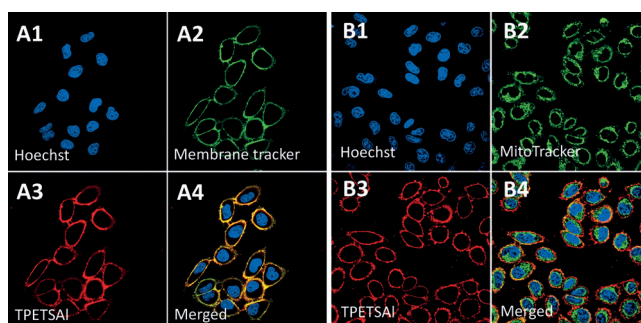 A1
A2
B1
B2
Hoechst
Membrane tracker
Hoechst
MitoTracker
A3
A4
B3
B4
TPETSAI
Merged
TPETSAI
Merged